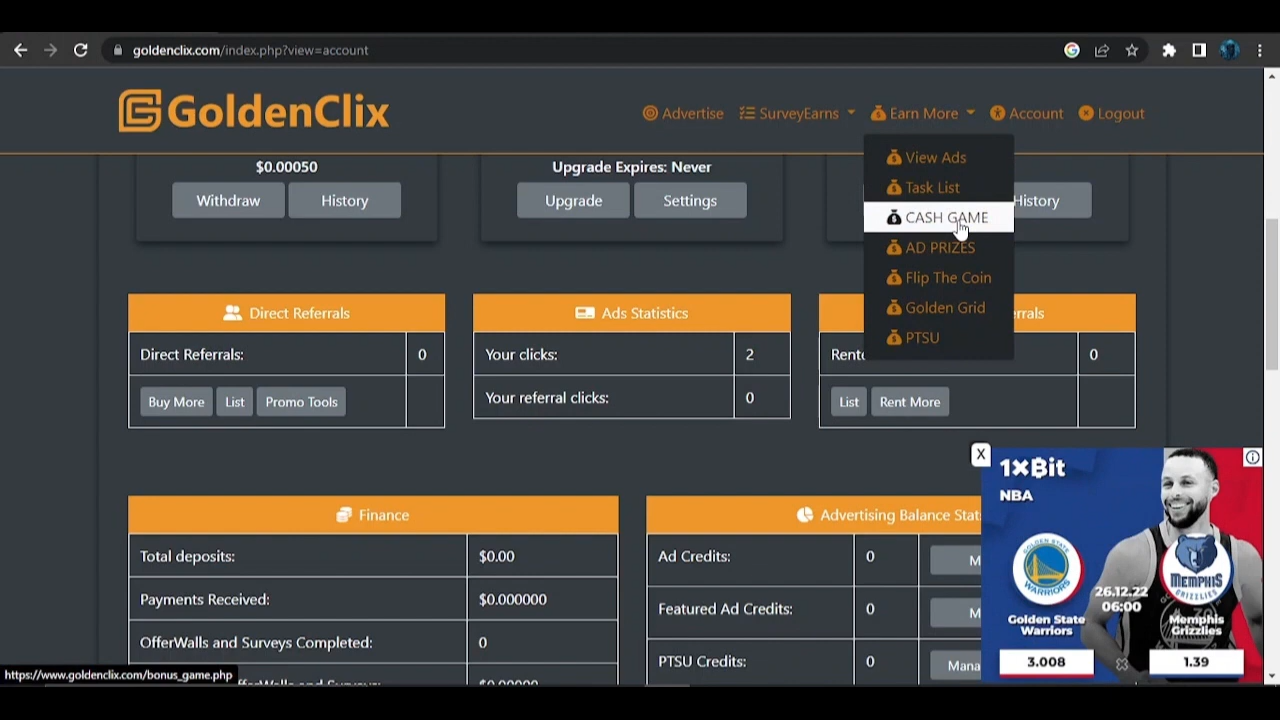 goldenclix.com/index.php?view=account
GoldenClix
Advertise
SurveyEarns
Earn More
Account
Logout
View Ads
Task List
CASH GAME
AD PRIZES
Flip The Coin
Golden Grid
PTSU
$0.00050
Withdraw
History
Upgrade Expires: Never
Upgrade
Settings
History
Direct Referrals
Direct Referrals:
0
Buy More
List
Promo Tools
Ads Statistics
Your clicks:
2
Your referral clicks:
0
0
List
Rent More
Finance
Total deposits:
$0.00
Payments Received:
$0.000000
OfferWalls and Surveys Completed:
0
Advertising Balance Stat
Ad Credits:
0
M
Featured Ad Credits:
0
M
PTSU Credits:
0
Mana
X
1XBit
NBA
GOLDEN STATE
WARRIORS
MEMPHIS
GRIZZLIES
26.12.22
06:00
Golden State
Warriors
Memphis
Grizzlies
3.008
1.39
https://www.goldenclix.com/bonus_game.php